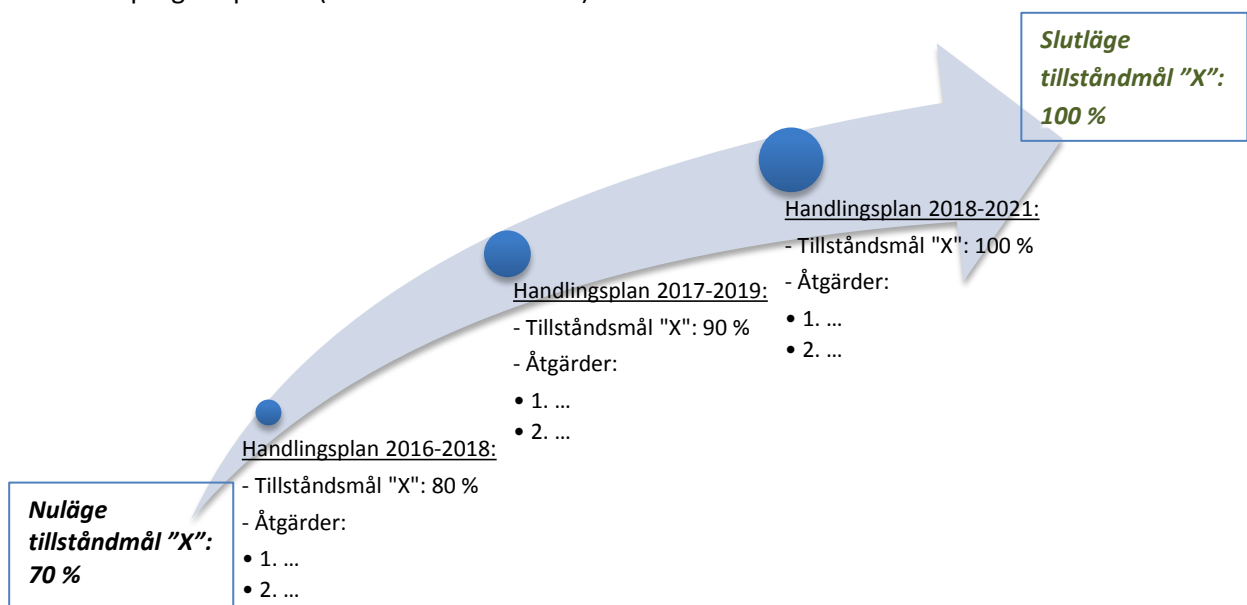 Slutläge
tillståndmål ”X”:
100 %
Handlingsplan 2018-2021:
- Tillståndsmål "X": 100 %
- Åtgärder:
• 1. ...
• 2. ...
Handlingsplan 2017-2019:
- Tillståndsmål "X": 90 %
- Åtgärder:
• 1. ...
• 2. ...
Handlingsplan 2016-2018:
- Tillståndsmål "X": 80 %
- Åtgärder:
• 1. ...
• 2. ...
Nuläge
tillståndmål ”X”:
70 %